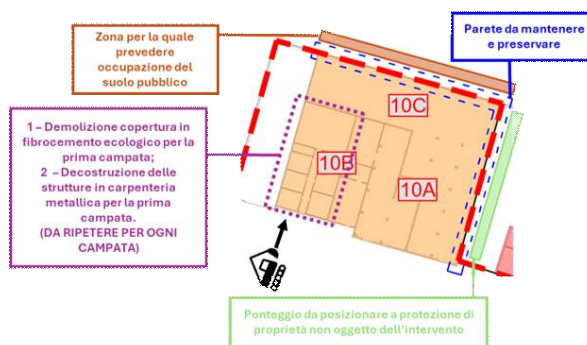 Zona per la quale
prevedere
occupazione del
suolo pubblico
Parete da mantenere
e preservare
1 – Demolizione copertura in
fibrocemento ecologico per la
prima campata;
2 – Decostruzione delle
strutture in carpenteria
metallica per la prima
campata.
(DA RIPETERE PER OGNI
CAMPATA)
10C
10B
10A
Ponteggio da posizionare a protezione di
proprietà non oggetto dell'intervento